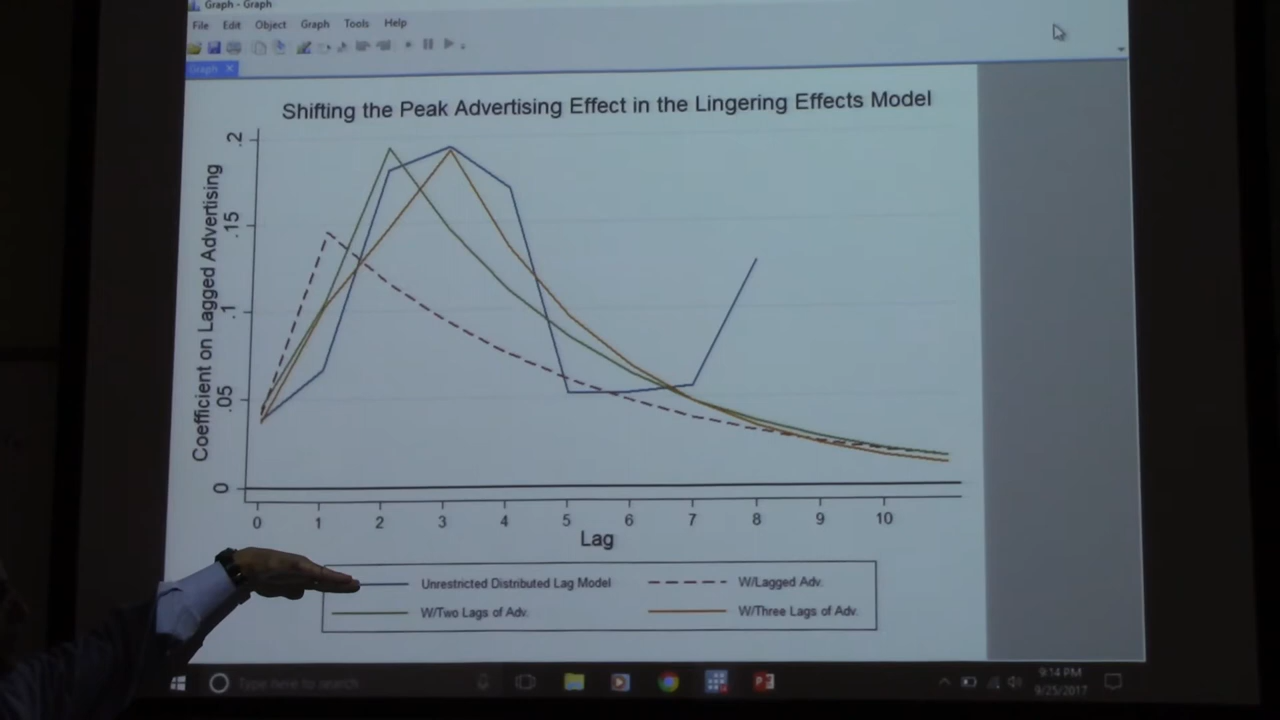 Graph - Graph
File Edit Object Graph Tools Help
Graph
Shifting the Peak Advertising Effect in the Lingering Effects Model
Coefficient on Lagged Advertising
.2
.15
.1
.05
0
0 1 2 3 4 5 6 7 8 9 10
Lag
Unrestricted Distributed Lag Model
W/Lagged Adv.
W/Two Lags of Adv.
W/Three Lags of Adv.
Type here to search
9:14 PM
9/25/2017